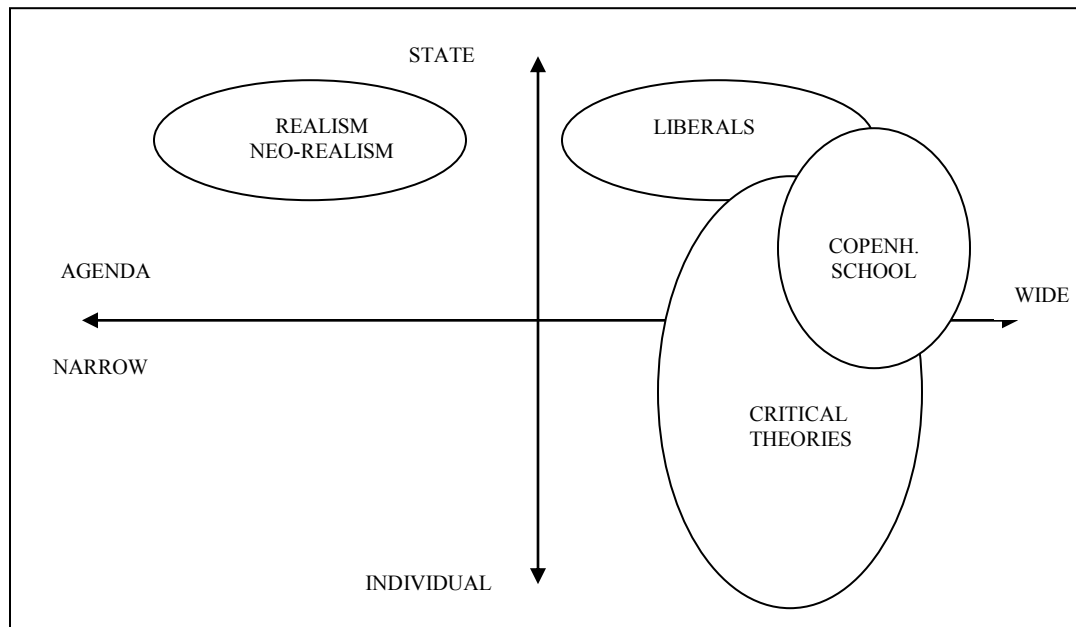 STATE
REALISM
NEO-REALISM
LIBERALS
COPENH.
SCHOOL
AGENDA
WIDE
NARROW
CRITICAL
THEORIES
INDIVIDUAL